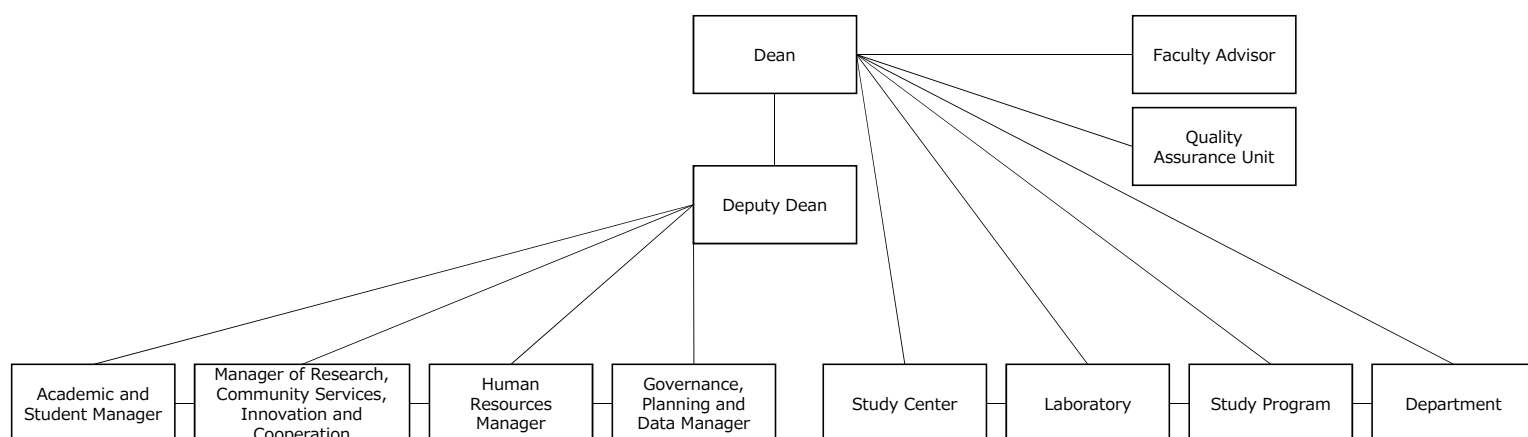 Dean
Faculty Advisor
Quality
Assurance Unit
Deputy Dean
Academic and
Student Manager
Manager of Research,
Community Services,
Innovation and
Cooperation
Human
Resources
Manager
Governance,
Planning and
Data Manager
Study Center
Laboratory
Study Program
Department